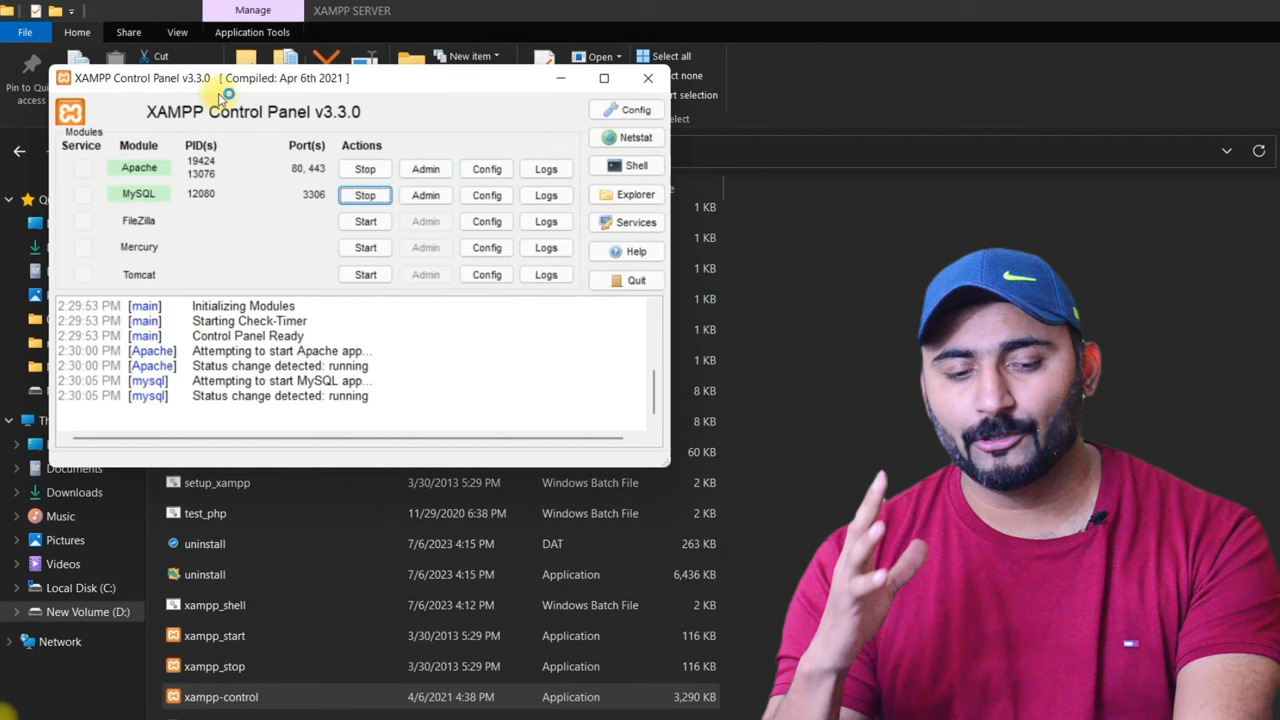 Manage
XAMPP SERVER
File
Home
Share
View
Application Tools
Cut
New item
Open
Select all
Pin to Quick
access
XAMPP Control Panel v3.3.0 [ Compiled: Apr 6th 2021 ]
XAMPP Control Panel v3.3.0
Config
Modules
Service Module PID(s) Port(s) Actions
Netstat
Apache 19424 13076 80, 443 Stop Admin Config Logs
Shell
MySQL 12080 3306 Stop Admin Config Logs
Explorer
FileZilla Start Admin Config Logs
Services
Mercury Start Admin Config Logs
Help
Tomcat Start Admin Config Logs
Quit
2:29:53 PM [main] Initializing Modules
2:29:53 PM [main] Starting Check-Timer
2:29:53 PM [main] Control Panel Ready
2:30:00 PM [Apache] Attempting to start Apache app...
2:30:00 PM [Apache] Status change detected: running
2:30:05 PM [mysql] Attempting to start MySQL app...
2:30:05 PM [mysql] Status change detected: running
1 KB
1 KB
1 KB
1 KB
1 KB
1 KB
8 KB
8 KB
60 KB
Documents
Downloads
Music
Pictures
Videos
Local Disk (C:)
New Volume (D:)
Network
setup_xampp 3/30/2013 5:29 PM Windows Batch File 2 KB
test_php 11/29/2020 6:38 PM Windows Batch File 2 KB
uninstall 7/6/2023 4:15 PM DAT 263 KB
uninstall 7/6/2023 4:15 PM Application 6,436 KB
xampp_shell 7/6/2023 4:12 PM Windows Batch File 2 KB
xampp_start 3/30/2013 5:29 PM Application 116 KB
xampp_stop 3/30/2013 5:29 PM Application 116 KB
xampp-control 4/6/2021 4:38 PM Application 3,290 KB